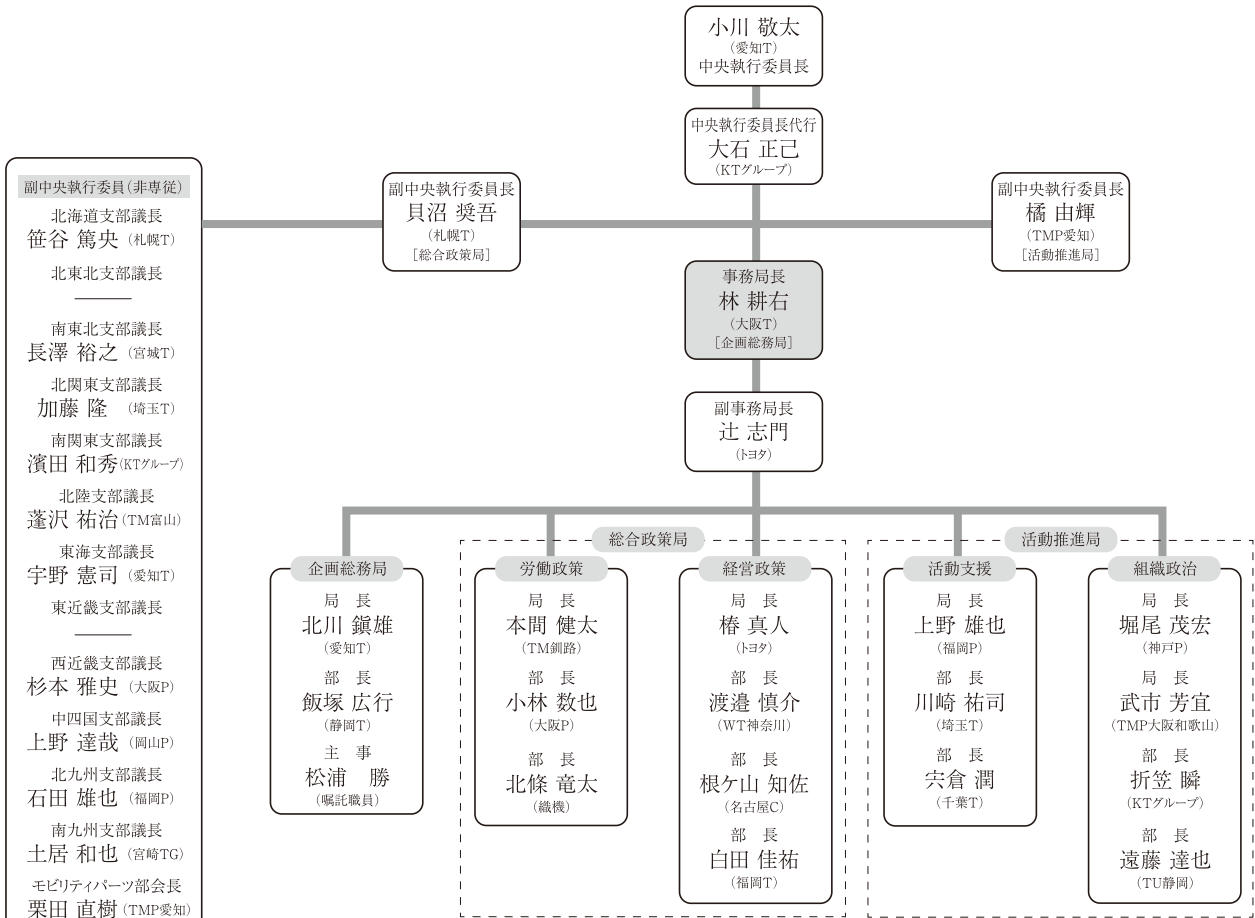 小川 敬太
(愛知T)
中央執行委員長
中央執行委員長代行
大石 正己
(KTグループ)
副中央執行委員長
貝沼 奨吾
(札幌T)
[総合政策局]
副中央執行委員長
橘 由輝
(TMP愛知)
[活動推進局]
事務局長
林 耕右
(大阪T)
[企画総務局]
副事務局長
辻 志門
(トヨタ)
副中央執行委員(非専従)
北海道支部議長
笹谷 篤央 (札幌T)
北東北支部議長
南東北支部議長
長澤 裕之 (宮城T)
北関東支部議長
加藤 隆 (埼玉T)
南関東支部議長
濱田 和秀(KTグループ)
北陸支部議長
蓬沢 祐治(TM富山)
東海支部議長
宇野 憲司 (愛知T)
東近畿支部議長
西近畿支部議長
杉本 雅史 (大阪P)
中四国支部議長
上野 達哉 (岡山P)
北九州支部議長
石田 雄也 (福岡P)
南九州支部議長
土居 和也 (宮崎TG)
モビリティパーツ部会長
栗田 直樹 (TMP愛知)
企画総務局
局 長
北川 鎭雄
(愛知T)
部 長
飯塚 広行
(静岡T)
主 事
松浦 勝
(嘱託職員)
総合政策局
労働政策
局 長
本間 健太
(TM釧路)
部 長
小林 数也
(大阪P)
部 長
北條 竜太
(織機)
経営政策
局 長
椿 真人
(トヨタ)
部 長
渡邉 慎介
(WT神奈川)
部 長
根ケ山 知佐
(名古屋C)
部 長
白田 佳祐
(福岡T)
活動推進局
活動支援
局 長
上野 雄也
(福岡P)
部 長
川崎 祐司
(埼玉T)
部 長
宍倉 潤
(千葉T)
組織政治
局 長
堀尾 茂宏
(神戸P)
局 長
武市 芳宜
(TMP大阪和歌山)
部 長
折笠 瞬
(KTグループ)
部 長
遠藤 達也
(TU静岡)